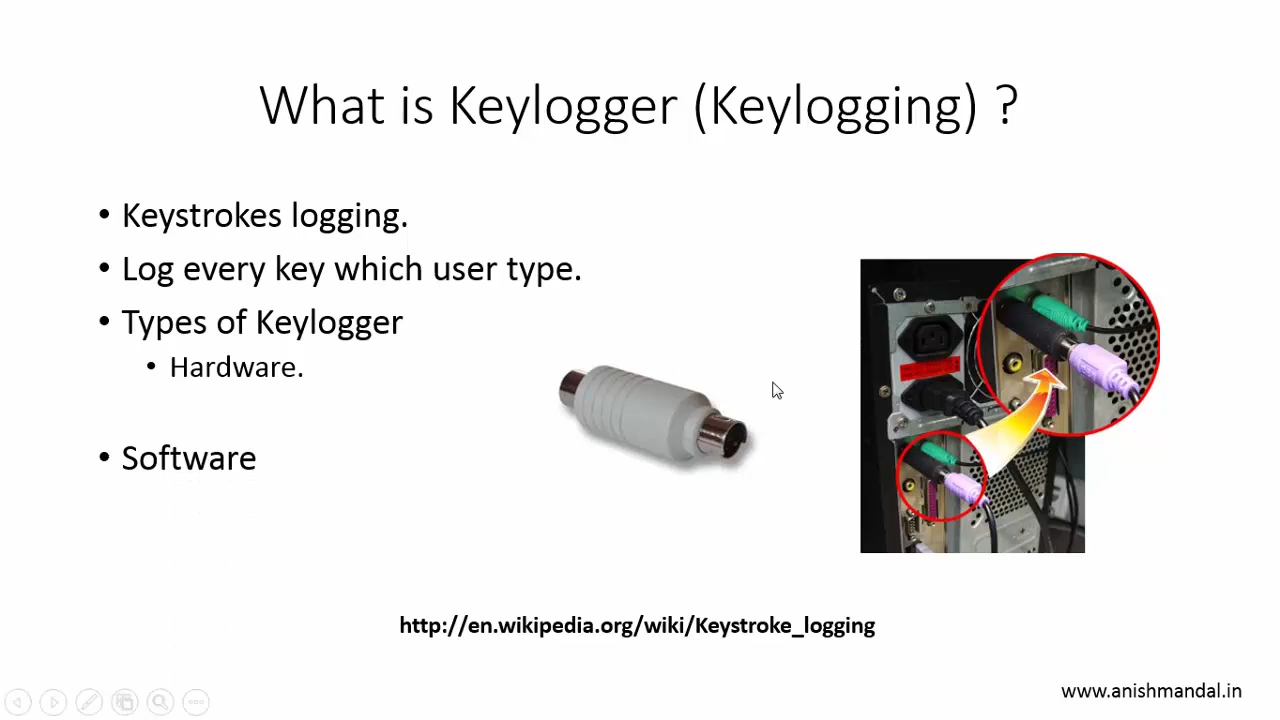 What is Keylogger (Keylogging) ?
• Keystrokes logging.
• Log every key which user type.
• Types of Keylogger
• Hardware.
• Software
http://en.wikipedia.org/wiki/Keystroke_logging
www.anishmandal.in